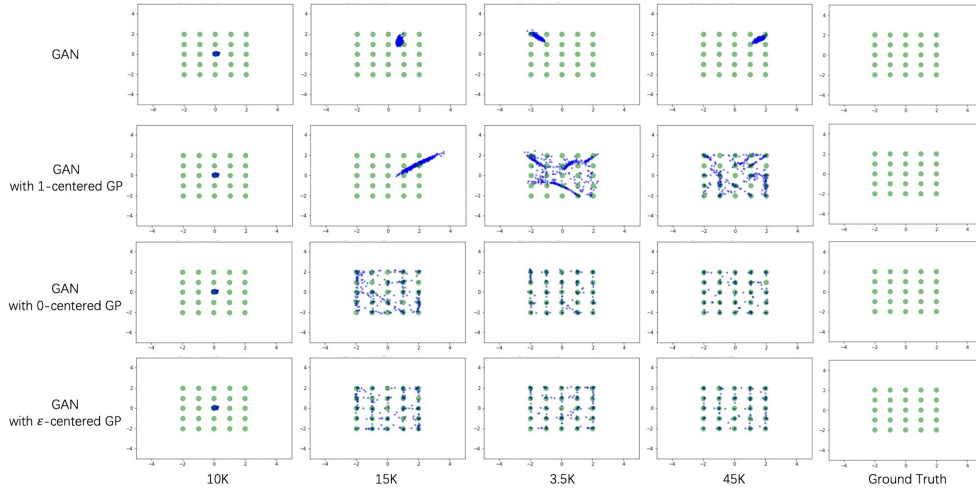 GAN
GAN
with 1-centered GP
GAN
with 0-centered GP
GAN
with ε-centered GP
10K
15K
3.5K
45K
Ground Truth